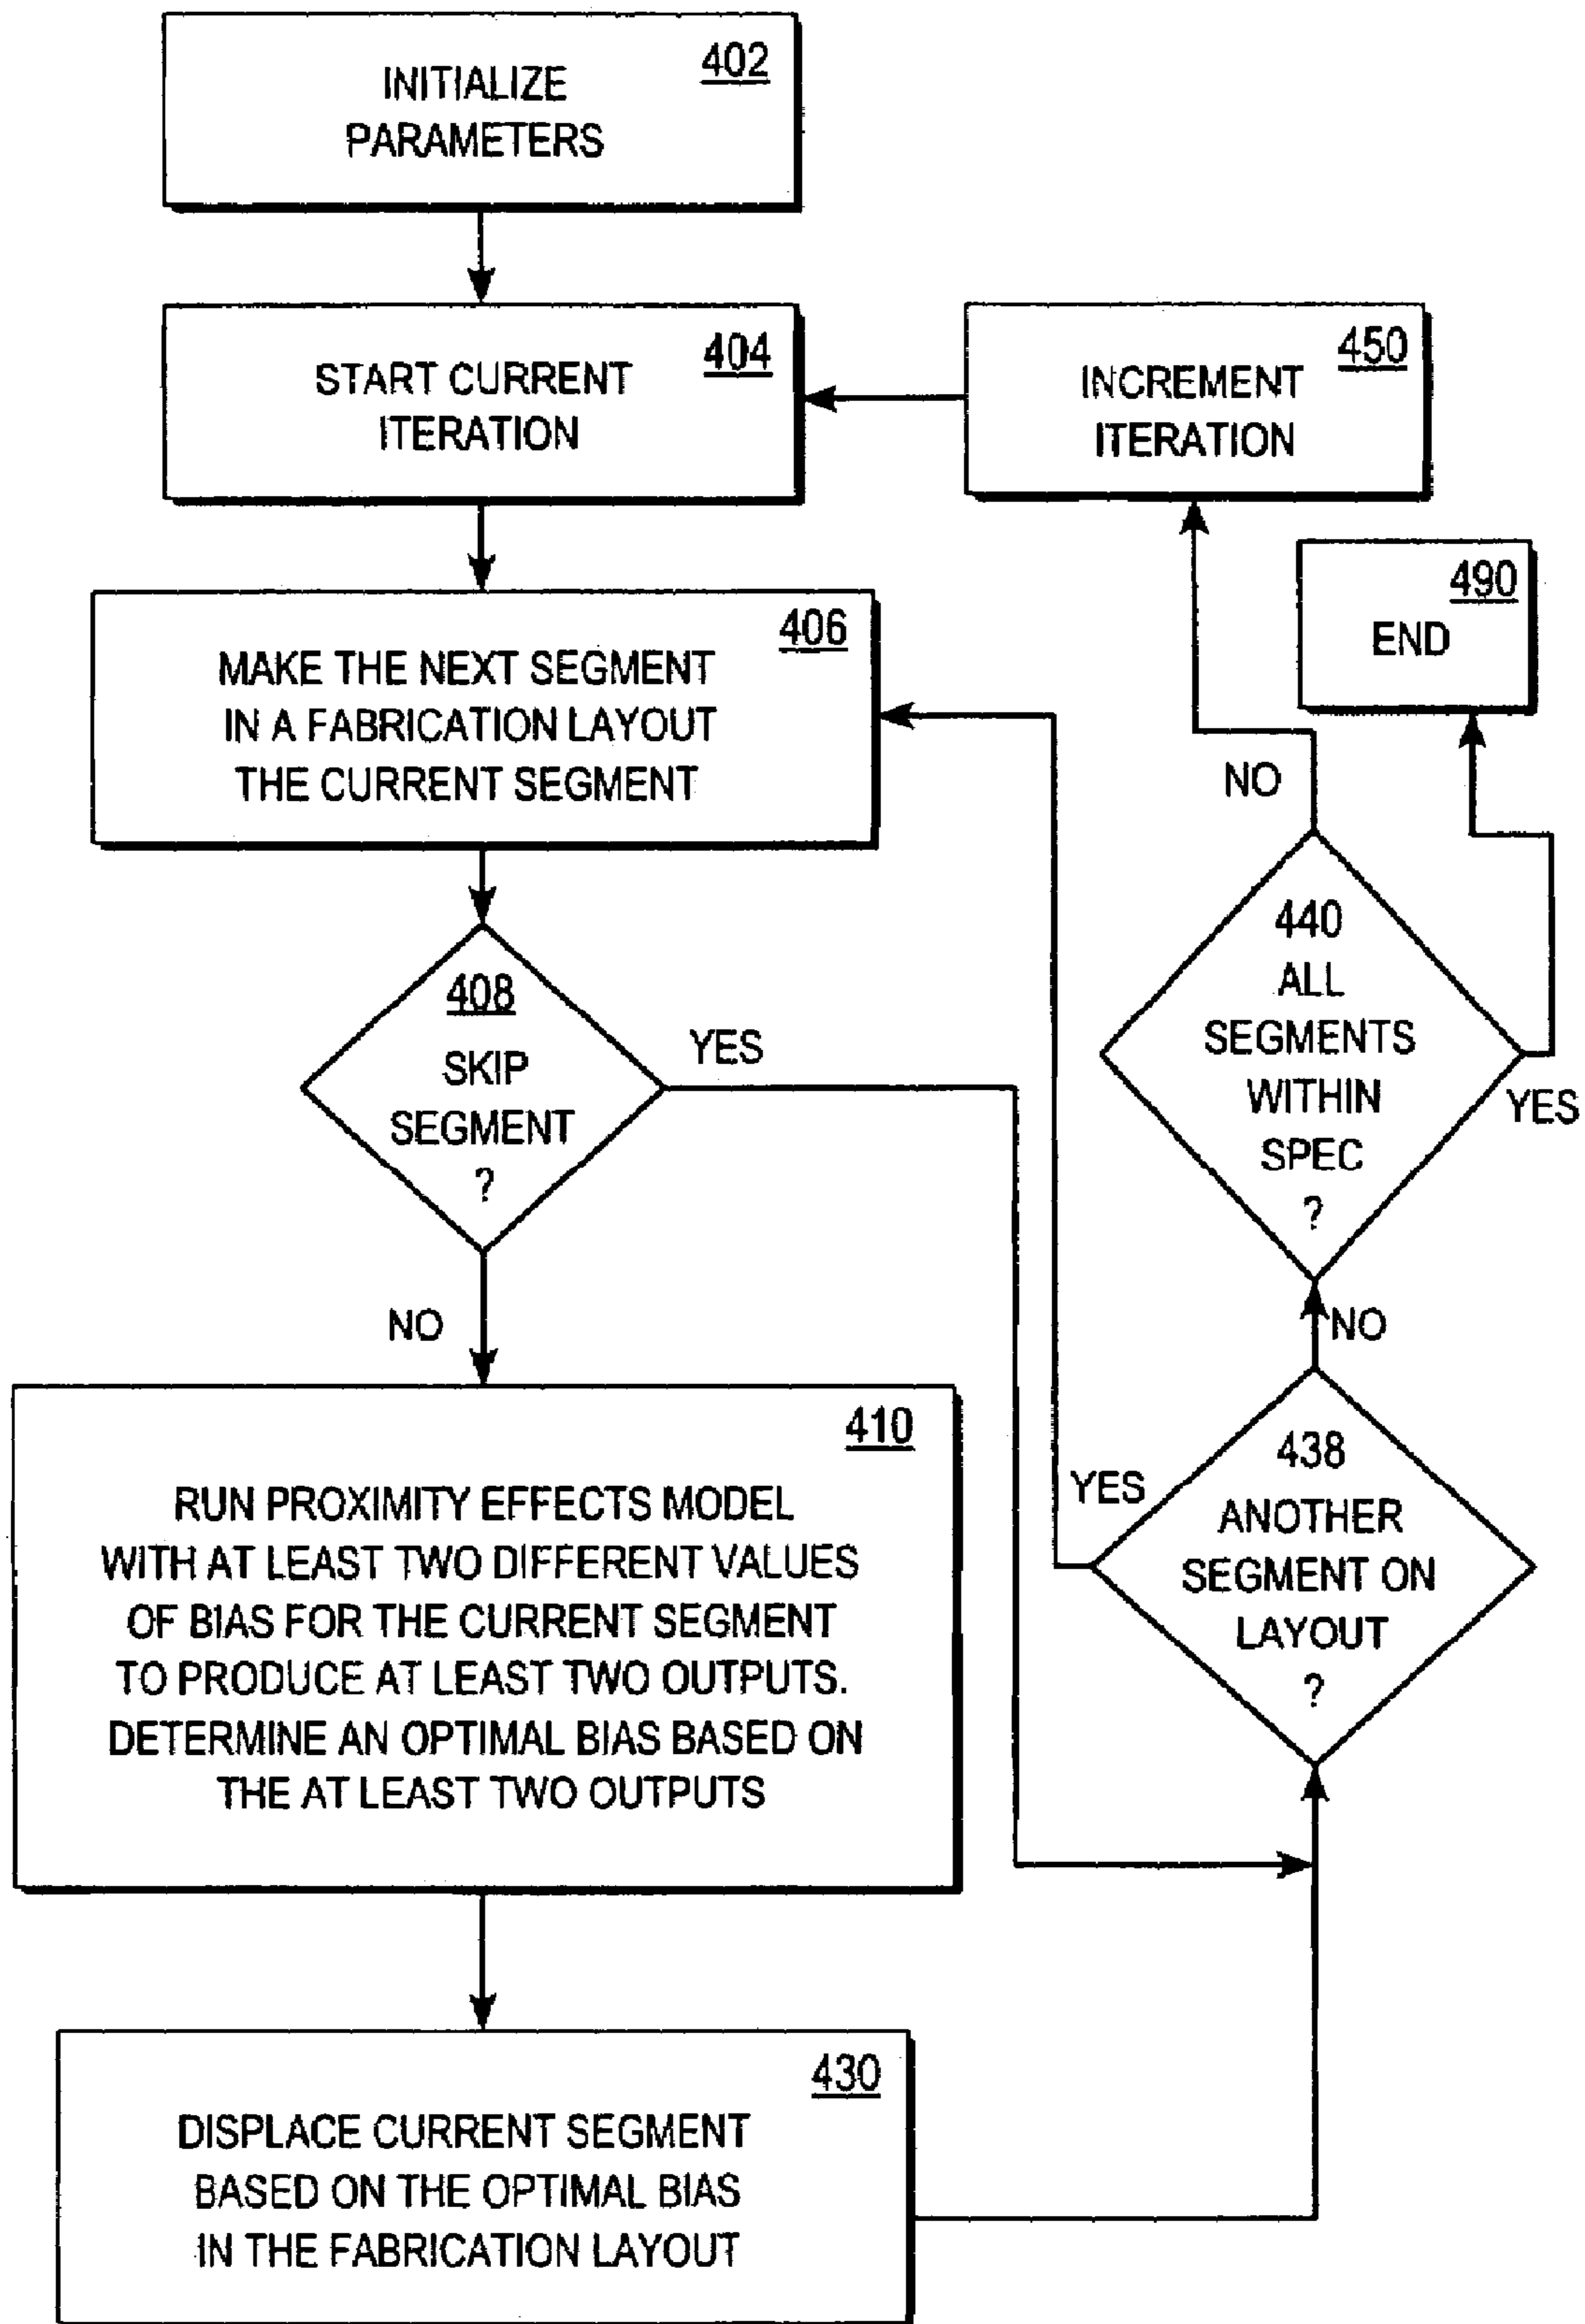 402
INITIALIZE
PARAMETERS
404
START CURRENT
ITERATION
450
INCREMENT
ITERATION
490
END
406
MAKE THE NEXT SEGMENT
IN A FABRICATION LAYOUT
THE CURRENT SEGMENT
NO
408
SKIP
SEGMENT
?
YES
440
ALL
SEGMENTS
WITHIN
SPEC
?
YES
NO
NO
410
RUN PROXIMITY EFFECTS MODEL
WITH AT LEAST TWO DIFFERENT VALUES
OF BIAS FOR THE CURRENT SEGMENT
TO PRODUCE AT LEAST TWO OUTPUTS.
DETERMINE AN OPTIMAL BIAS BASED ON
THE AT LEAST TWO OUTPUTS
YES
438
ANOTHER
SEGMENT ON
LAYOUT
?
430
DISPLACE CURRENT SEGMENT
BASED ON THE OPTIMAL BIAS
IN THE FABRICATION LAYOUT